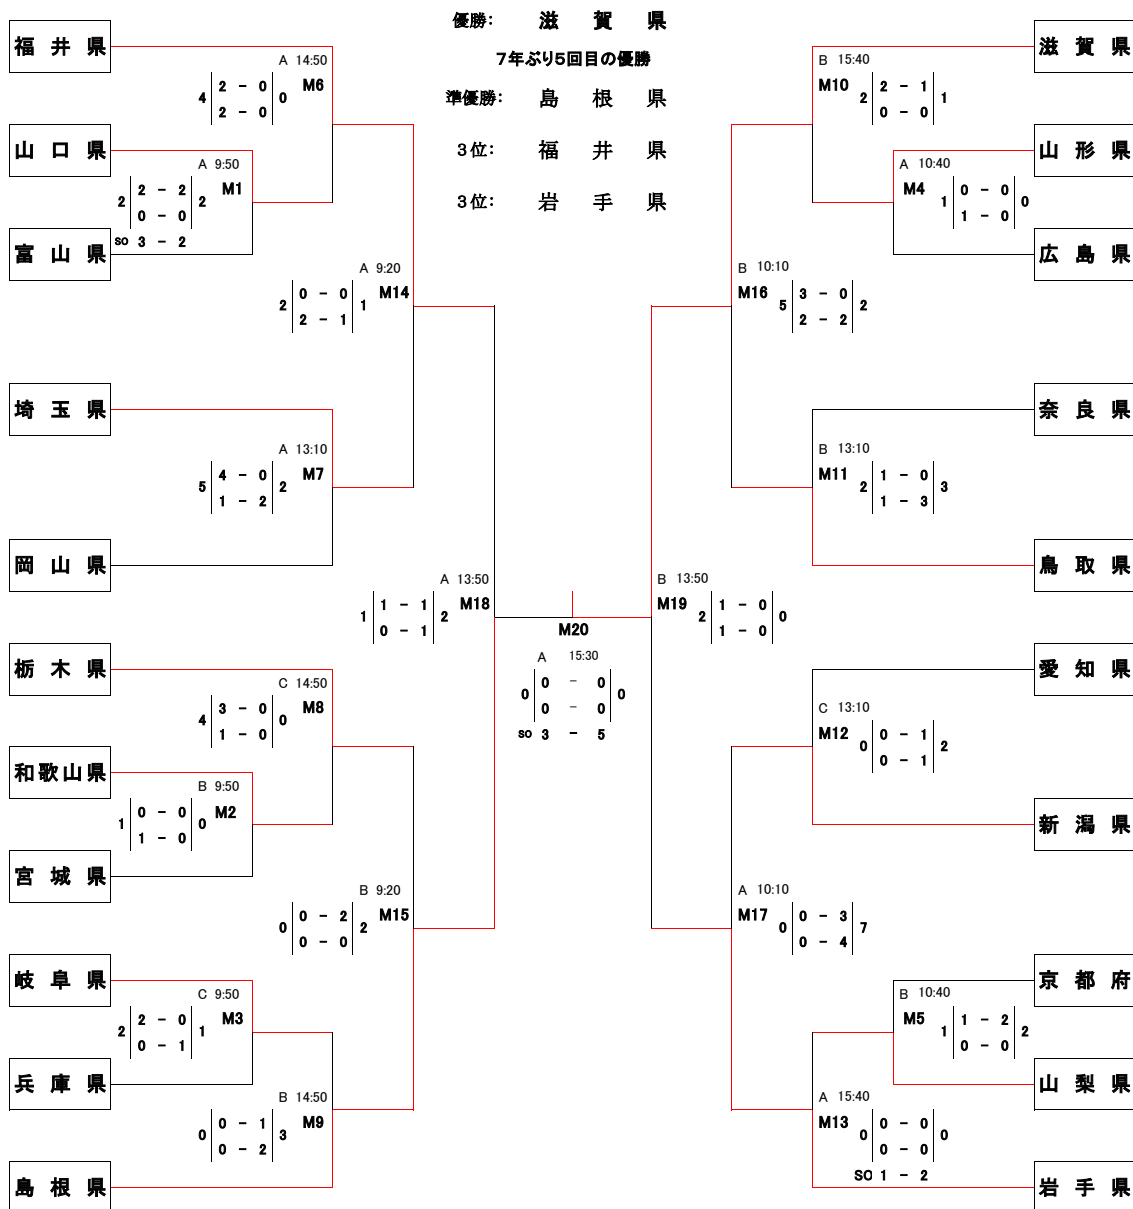 優勝： 滋 賀 県
7年ぶり5回目の優勝
準優勝： 島 根 県
3位： 福 井 県
3位： 岩 手 県
福 井 県
A 14:50
M6
4 2 - 0 0
2 - 0
山 口 県
A 9:50
M1
2 2 - 2 2
0 - 0
so 3 - 2
富 山 県
A 9:20
M14
2 0 - 0 1
2 - 1
埼 玉 県
A 13:10
M7
5 4 - 0 2
1 - 2
岡 山 県
A 13:50
M18
1 1 - 1 2
0 - 1
栃 木 県
C 14:50
M8
4 3 - 0 0
1 - 0
和歌山県
B 9:50
M2
1 0 - 0 0
1 - 0
宮 城 県
B 9:20
M15
0 0 - 2 2
0 - 0
岐 阜 県
C 9:50
M3
2 2 - 0 1
0 - 1
兵 庫 県
B 14:50
M9
0 0 - 1 3
0 - 2
島 根 県
M20
A 15:30
0 0 - 0 0
0 - 0
so 3 - 5
滋 賀 県
B 15:40
M10
2 2 - 1 1
0 - 0
山 形 県
A 10:40
M4
1 0 - 0 0
1 - 0
広 島 県
B 10:10
M16
5 3 - 0 2
2 - 2
奈 良 県
B 13:10
M11
2 1 - 0 3
1 - 3
鳥 取 県
B 13:50
M19
2 1 - 0 0
1 - 0
愛 知 県
C 13:10
M12
0 0 - 1 2
0 - 1
新 潟 県
A 10:10
M17
0 0 - 3 7
0 - 4
京 都 府
B 10:40
M5
1 1 - 2 2
0 - 0
山 梨 県
A 15:40
M13
0 0 - 0 0
0 - 0
SO 1 - 2
岩 手 県